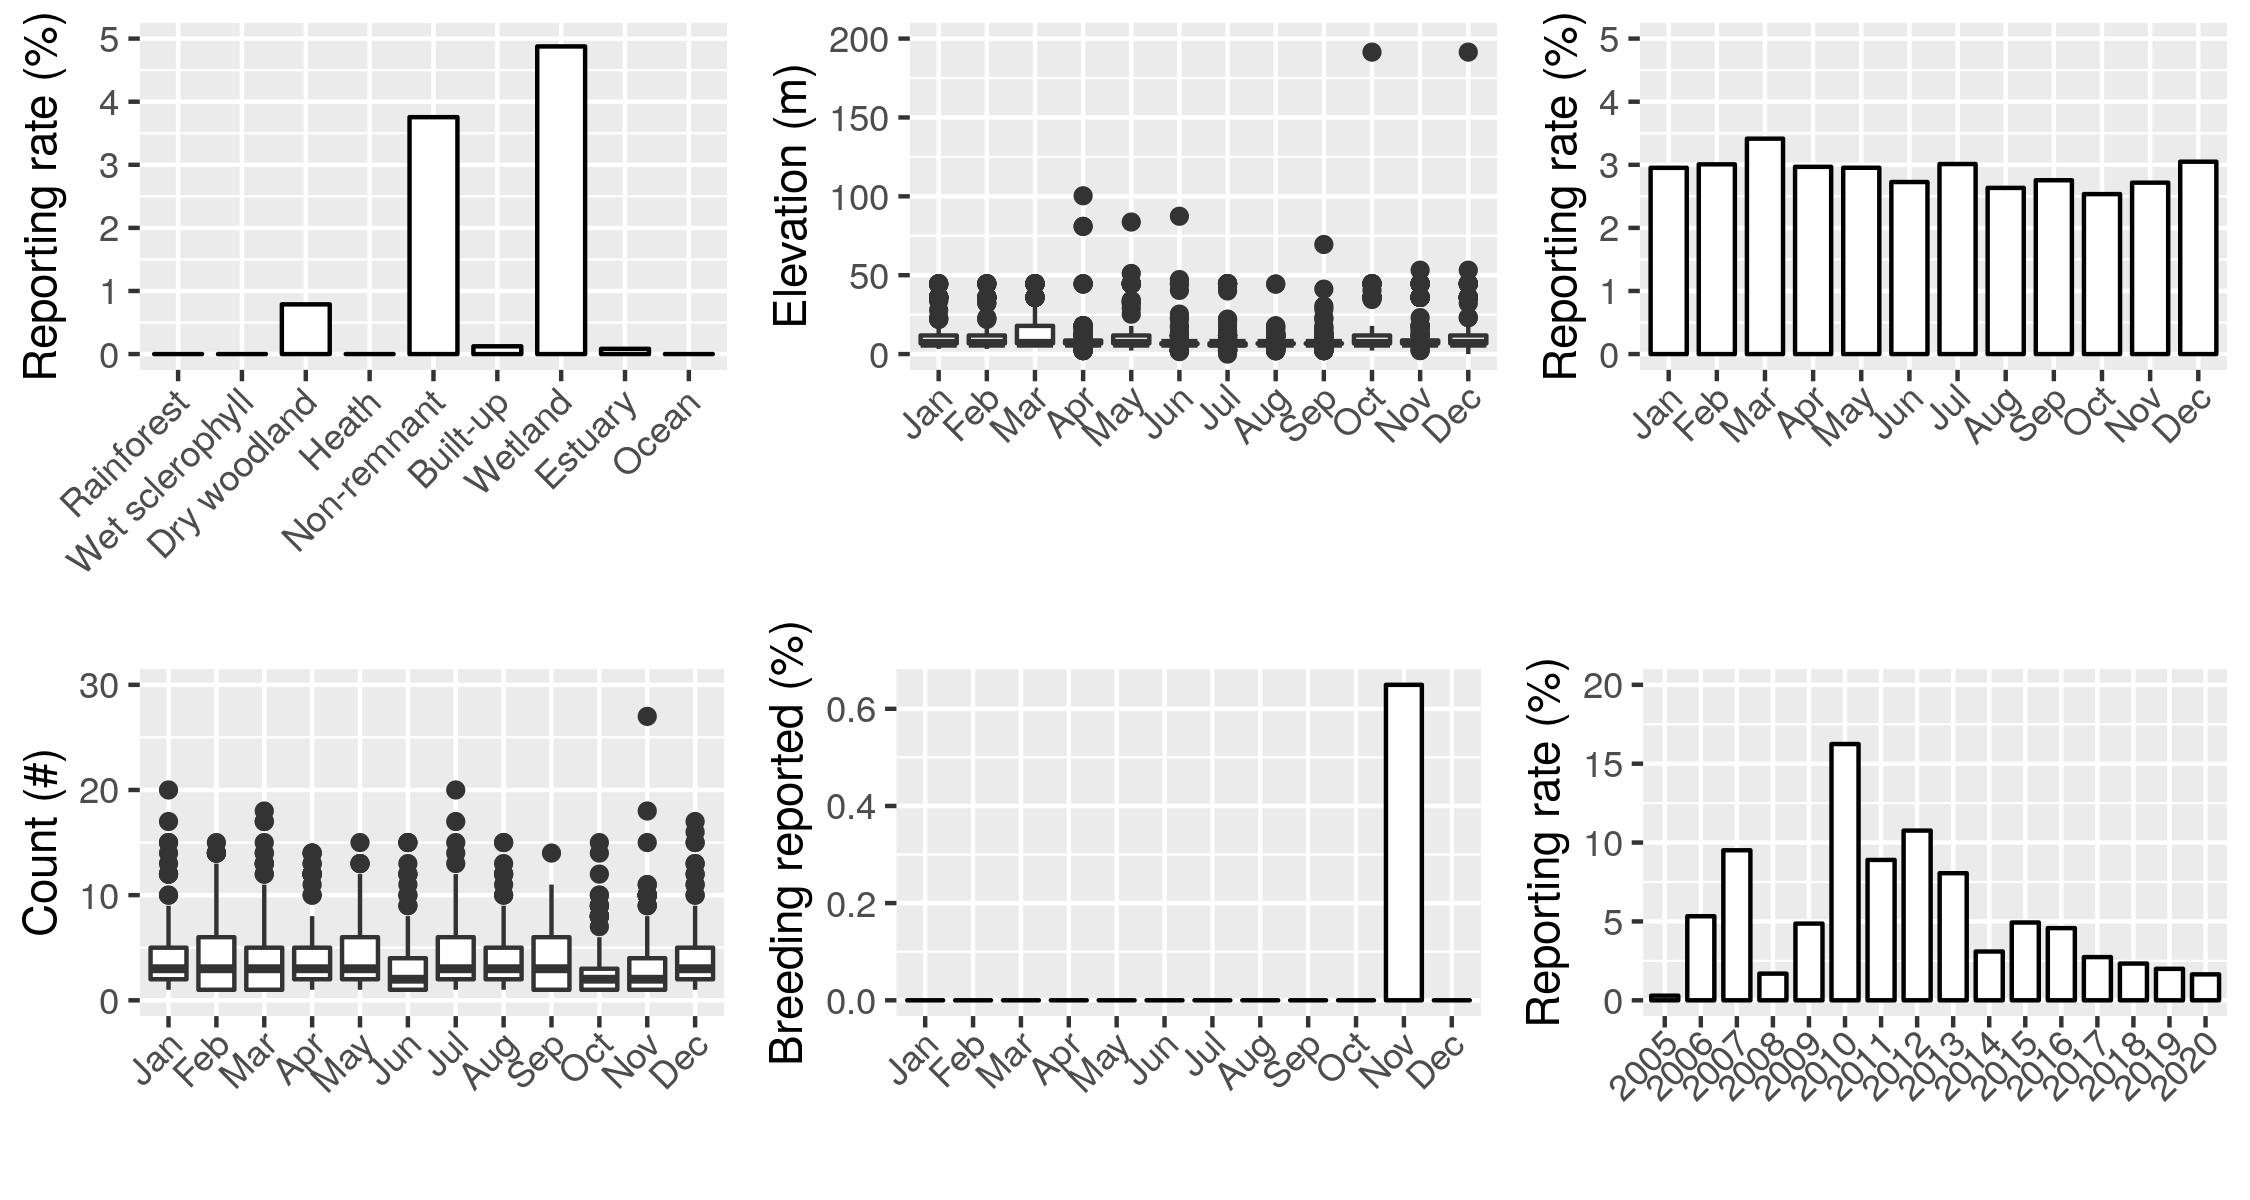 Reporting rate (%)
5
4
3
2
1
0
Rainforest
Wet sclerophyll
Dry woodland
Heath
Non-remnant
Built-up
Wetland
Estuary
Ocean
Elevation (m)
200
150
100
50
0
Jan
Feb
Mar
Apr
May
Jun
Jul
Aug
Sep
Oct
Nov
Dec
Reporting rate (%)
5
4
3
2
1
0
Jan
Feb
Mar
Apr
May
Jun
Jul
Aug
Sep
Oct
Nov
Dec
Count (#)
30
20
10
0
Jan
Feb
Mar
Apr
May
Jun
Jul
Aug
Sep
Oct
Nov
Dec
Breeding reported (%)
0.6
0.4
0.2
0.0
Jan
Feb
Mar
Apr
May
Jun
Jul
Aug
Sep
Oct
Nov
Dec
Reporting rate (%)
20
15
10
5
0
2005
2006
2007
2008
2009
2010
2011
2012
2013
2014
2015
2016
2017
2018
2019
2020